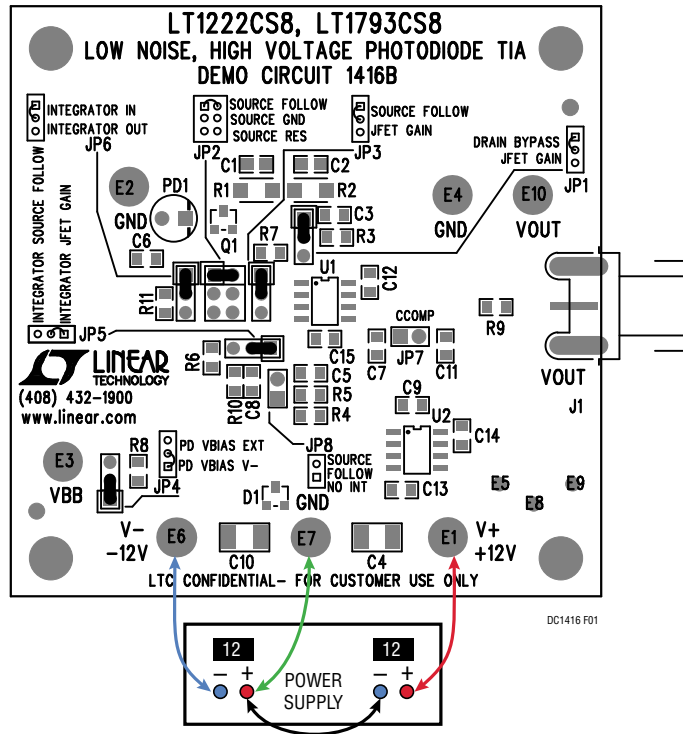 LT1222CS8, LT1793CS8
LOW NOISE, HIGH VOLTAGE PHOTODIODE TIA
DEMO CIRCUIT 1416B
INTEGRATOR IN
INTEGRATOR OUT
JP6
SOURCE FOLLOW
SOURCE GND
SOURCE RES
JP2
SOURCE FOLLOW
JFET GAIN
JP3
DRAIN BYPASS
JFET GAIN
JP1
INTEGRATOR SOURCE FOLLOW
INTEGRATOR JFET GAIN
JP5
E2
GND
PD1
C1
C2
R1
R2
C3
R3
Q1
R7
C6
R11
U1
C12
E4
GND
E10
VOUT
R9
VOUT
J1
LINEAR
TECHNOLOGY
(408) 432-1900
www.linear.com
R6
R10
C8
C15
C5
R5
R4
CCOMP
JP7
C7
C11
C9
U2
C14
C13
E3
VBB
R8
PD VBIAS EXT
PD VBIAS V-
JP4
JP8
SOURCE
FOLLOW
NO INT
D1
GND
E5
E8
E9
V-
-12V
E6
C10
E7
C4
E1
V+
+12V
LTC CONFIDENTIAL- FOR CUSTOMER USE ONLY
DC1416 F01
12
12
– +
– +
POWER
SUPPLY